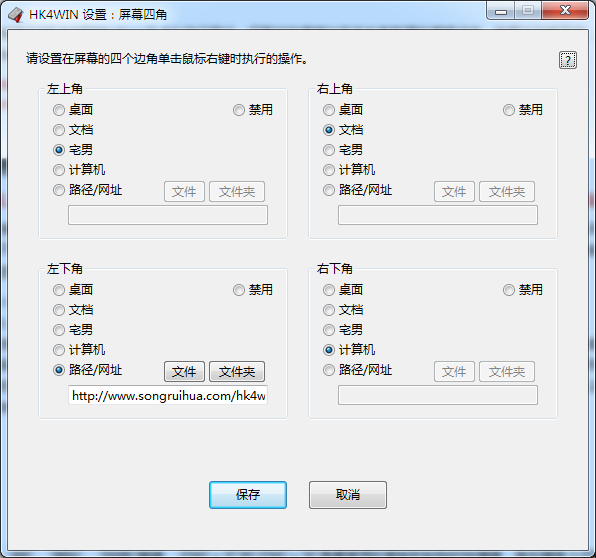 HK4WIN 设置：屏幕四角
请设置在屏幕的四个边角单击鼠标右键时执行的操作。
?
左上角
桌面 禁用
文档
宅男
计算机
路径/网址 文件 文件夹
右上角
桌面 禁用
文档
宅男
计算机
路径/网址 文件 文件夹
左下角
桌面 禁用
文档
宅男
计算机
路径/网址 文件 文件夹
http://www.songruihua.com/hk4w
右下角
桌面 禁用
文档
宅男
计算机
路径/网址 文件 文件夹
保存 取消